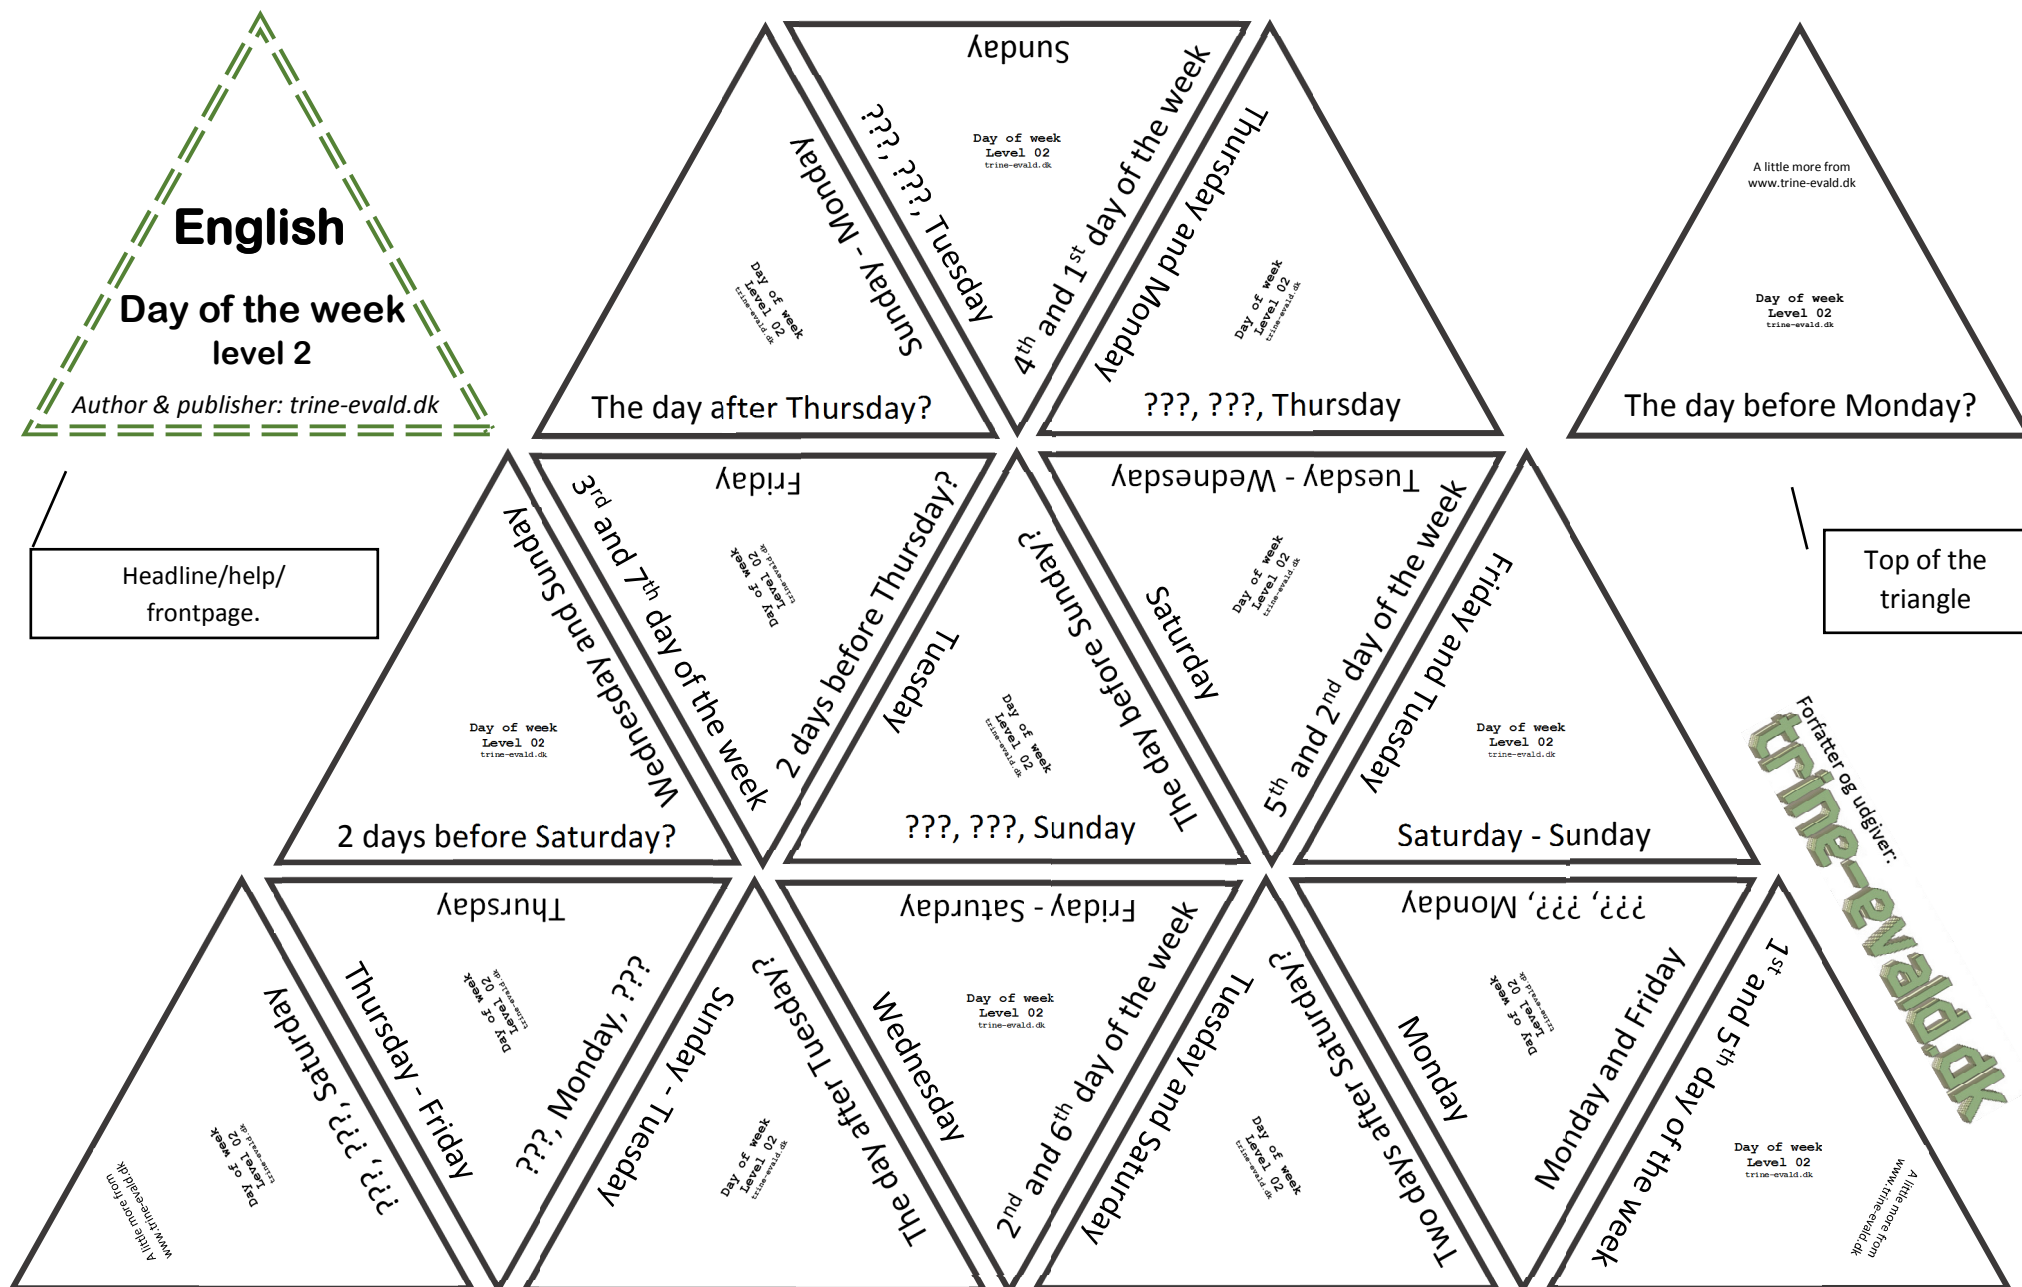 English
Day of the week
level 2
Author & publisher: trine-evald.dk
Headline/help/
frontpage.
Sunday - Monday
Day of week
Level 02
trine-evald.dk
The day after Thursday?
Sunday
???, ???, Tuesday
Day of week
Level 02
trine-evald.dk
4th and 1st day of the week
Thursday and Monday
Day of week
Level 02
trine-evald.dk
???, ???, Thursday
A little more from
www.trine-evald.dk
Day of week
Level 02
trine-evald.dk
The day before Monday?
Top of the
triangle
Wednesday and Sunday
Day of week
Level 02
trine-evald.dk
2 days before Saturday?
Friday
3rd and 7th day of the week
Day of week
Level 02
trine-evald.dk
2 days before Thursday?
Tuesday
Day of week
Level 02
trine-evald.dk
The day before Sunday?
???, ???, Sunday
Tuesday - Wednesday
Saturday
Day of week
Level 02
trine-evald.dk
5th and 2nd day of the week
Friday and Tuesday
Day of week
Level 02
trine-evald.dk
Saturday - Sunday
Forfatter og udgiver:
trine-evald.dk
???, ???, Saturday
Day of week
Level 02
trine-evald.dk
A little more from
www.trine-evald.dk
Thursday
Thursday - Friday
Day of week
Level 02
trine-evald.dk
???, Monday, ???
Sunday - Tuesday
Day of week
Level 02
trine-evald.dk
The day after Tuesday?
Friday - Saturday
Wednesday
Day of week
Level 02
trine-evald.dk
2nd and 6th day of the week
Tuesday and Saturday
Day of week
Level 02
trine-evald.dk
Two days after Saturday?
???, ???, Monday
Monday
Day of week
Level 02
trine-evald.dk
Monday and Friday
1st and 5th day of the week
Day of week
Level 02
trine-evald.dk
A little more from
www.trine-evald.dk